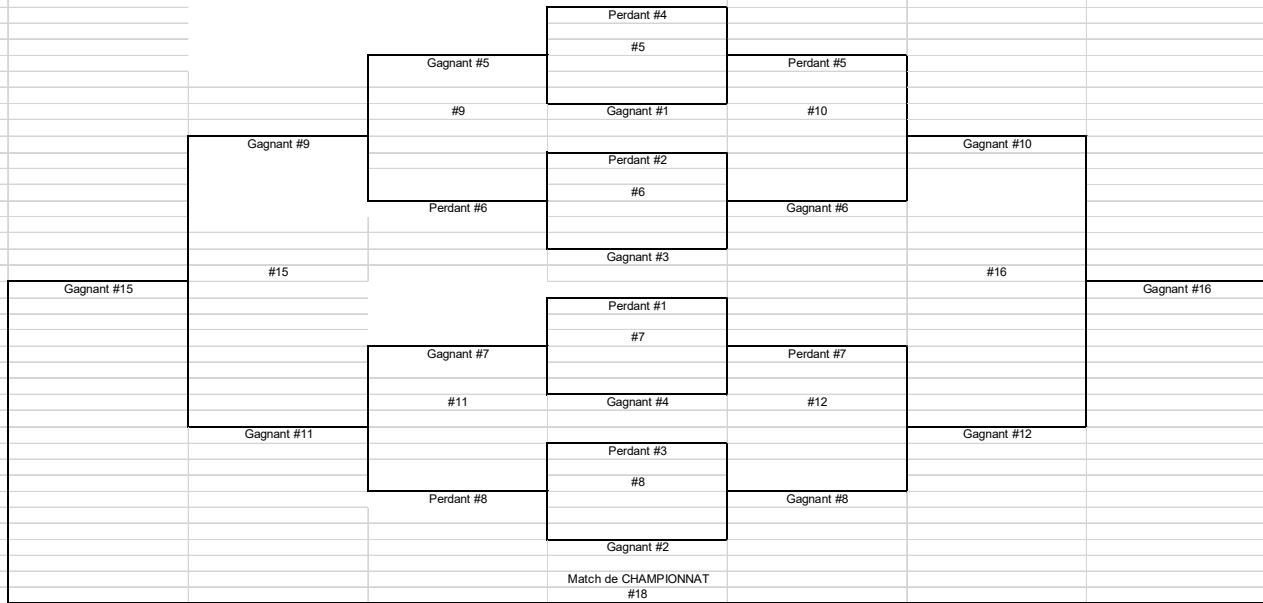 Perdant #4
#5
Gagnant #5
Perdant #5
#9
Gagnant #1
#10
Gagnant #9
Gagnant #10
Perdant #2
#6
Perdant #6
Gagnant #6
Gagnant #3
#15
#16
Gagnant #15
Gagnant #16
Perdant #1
#7
Gagnant #7
Perdant #7
#11
Gagnant #4
#12
Gagnant #11
Gagnant #12
Perdant #3
#8
Perdant #8
Gagnant #8
Gagnant #2
Match de CHAMPIONNAT
#18